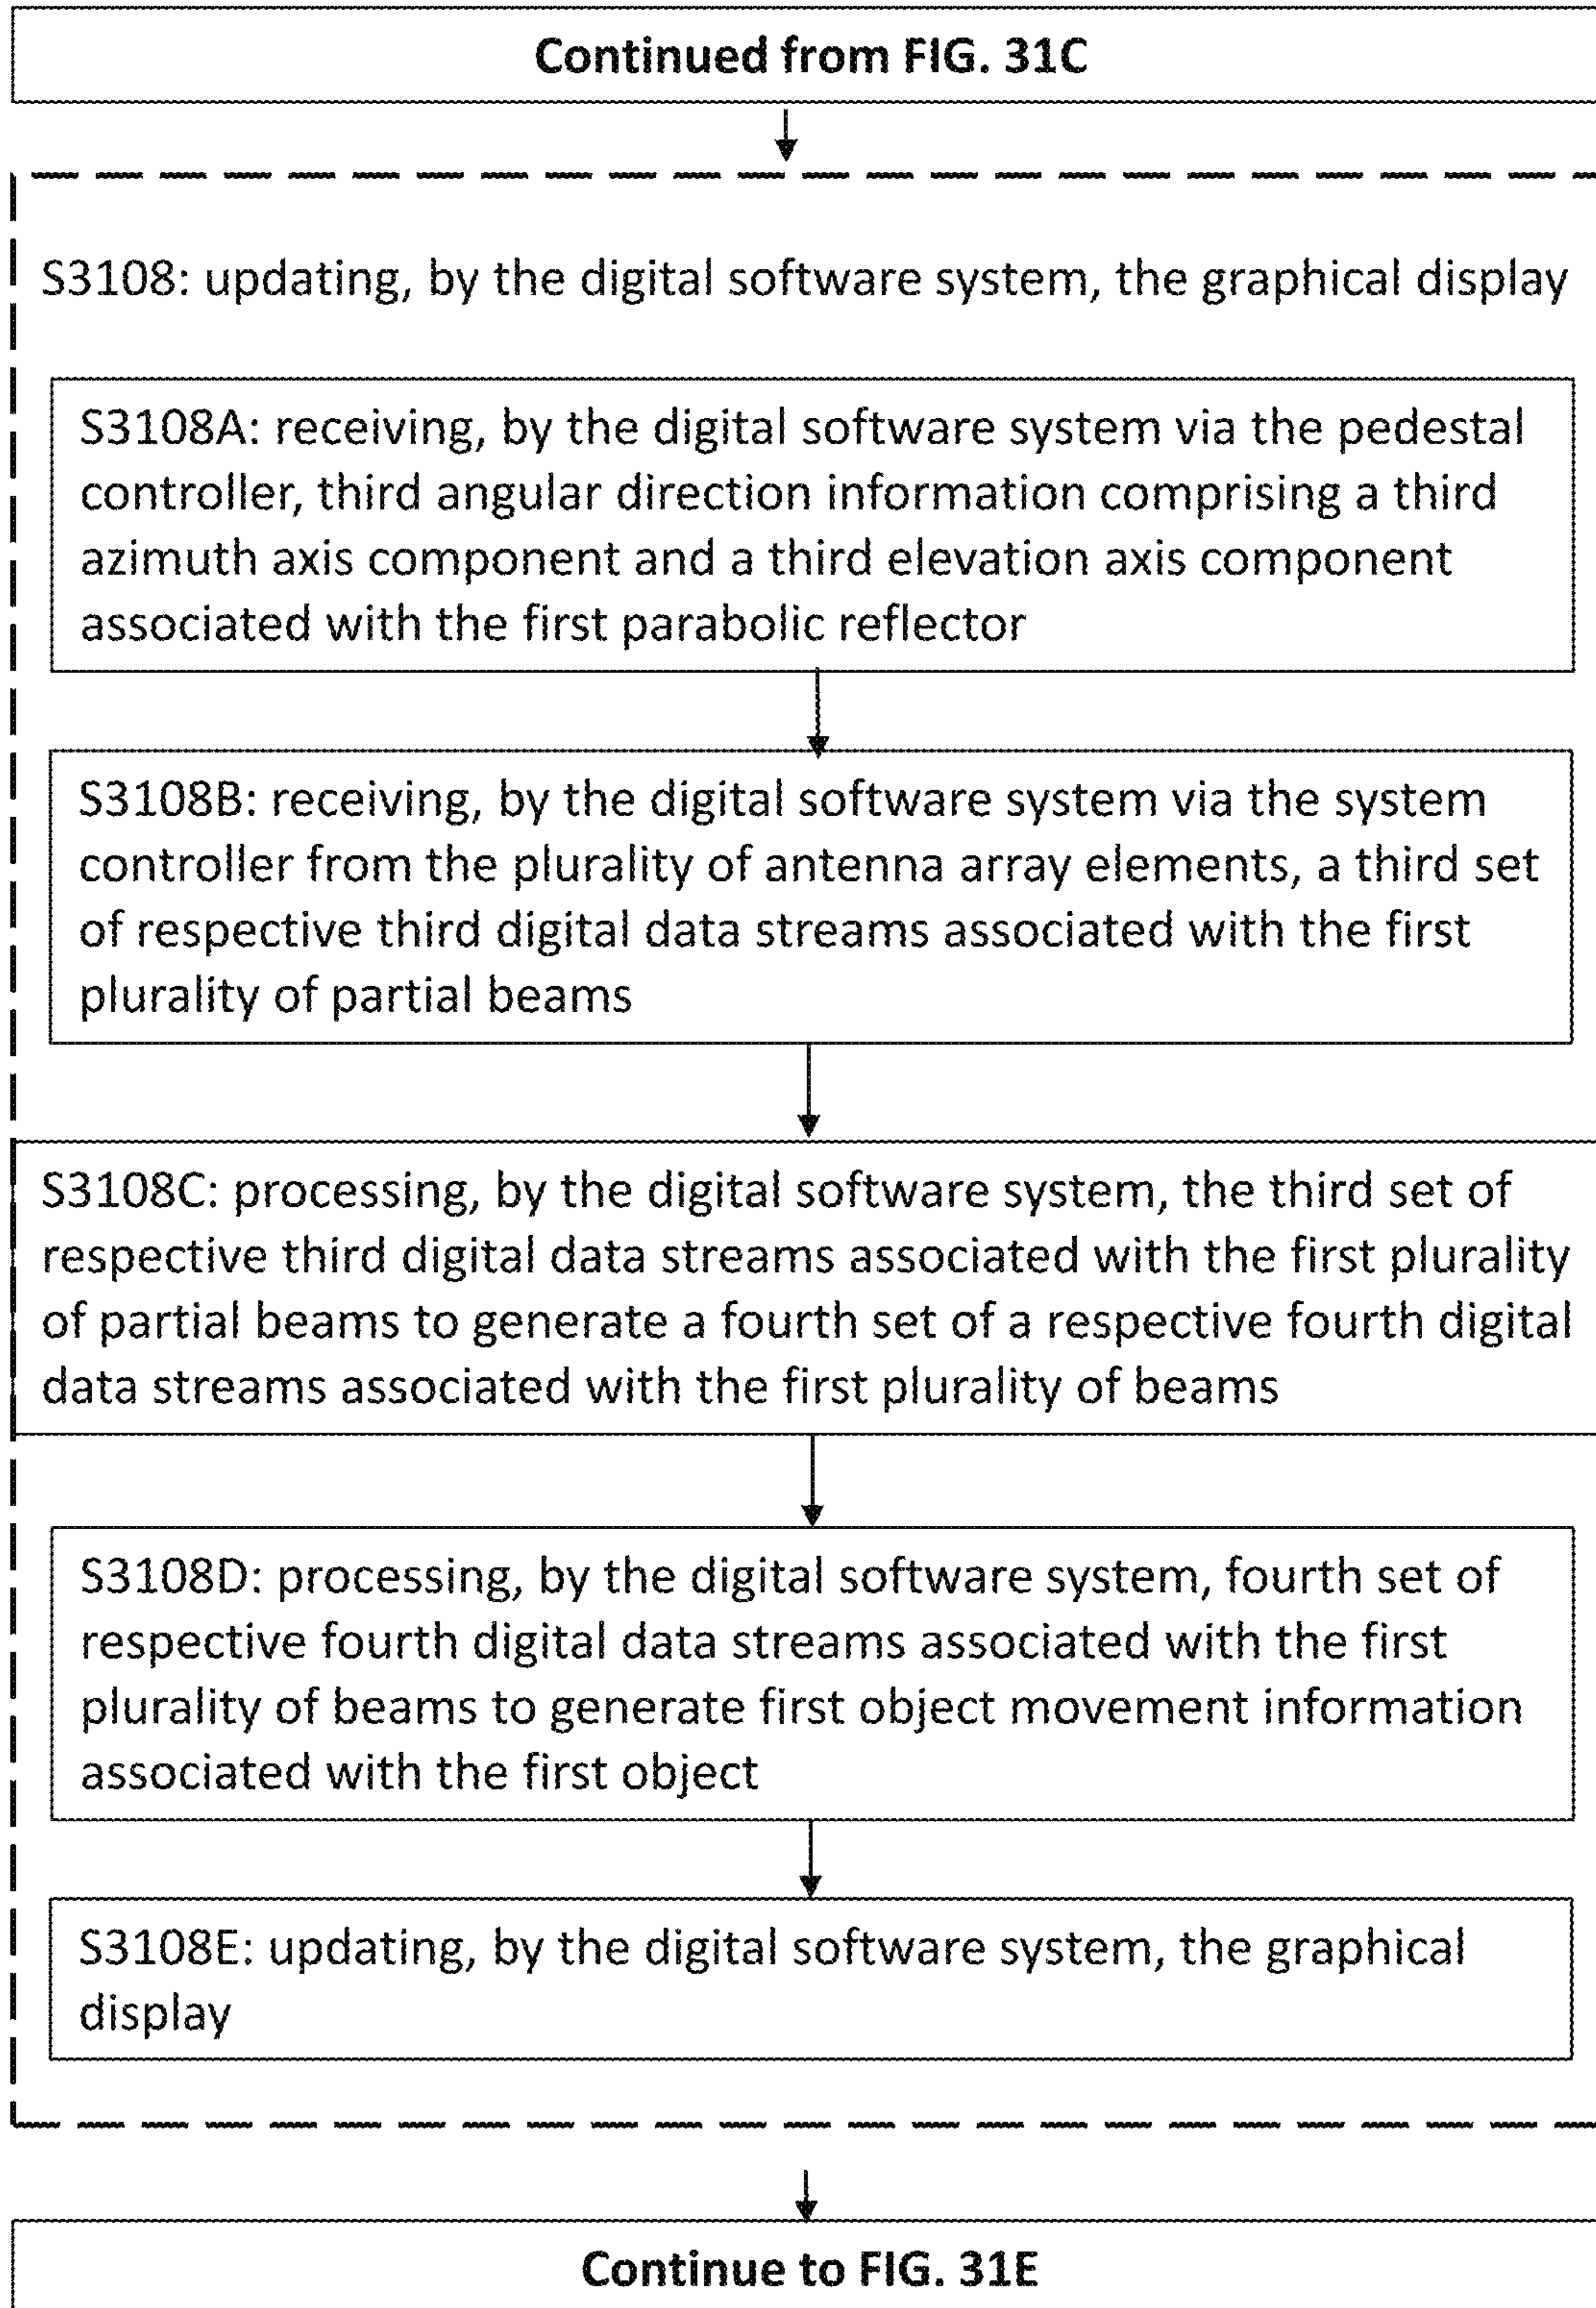 Continued from FIG. 31C
S3108: updating, by the digital software system, the graphical display
S3108A: receiving, by the digital software system via the pedestal
controller, third angular direction information comprising a third
azimuth axis component and a third elevation axis component
associated with the first parabolic reflector
S3108B: receiving, by the digital software system via the system
controller from the plurality of antenna array elements, a third set
of respective third digital data streams associated with the first
plurality of partial beams
S3108C: processing, by the digital software system, the third set of
respective third digital data streams associated with the first plurality
of partial beams to generate a fourth set of a respective fourth digital
data streams associated with the first plurality of beams
S3108D: processing, by the digital software system, fourth set of
respective fourth digital data streams associated with the first
plurality of beams to generate first object movement information
associated with the first object
S3108E: updating, by the digital software system, the graphical
display
Continue to FIG. 31E